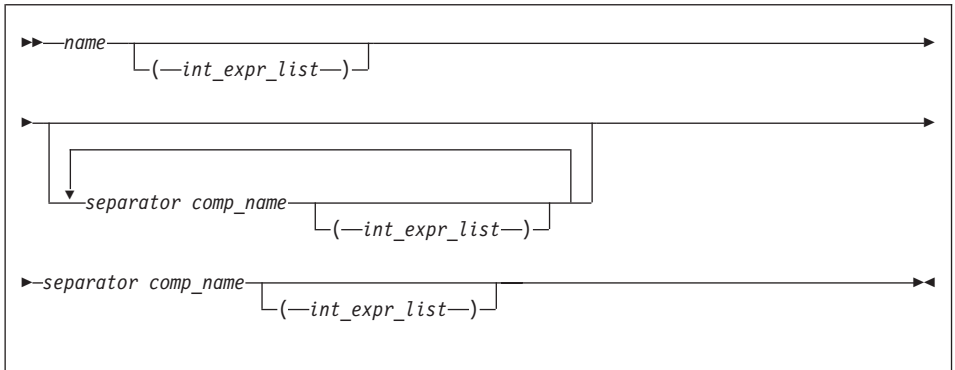 name
(int_expr_list)
separator comp_name
(int_expr_list)
separator comp_name
(int_expr_list)